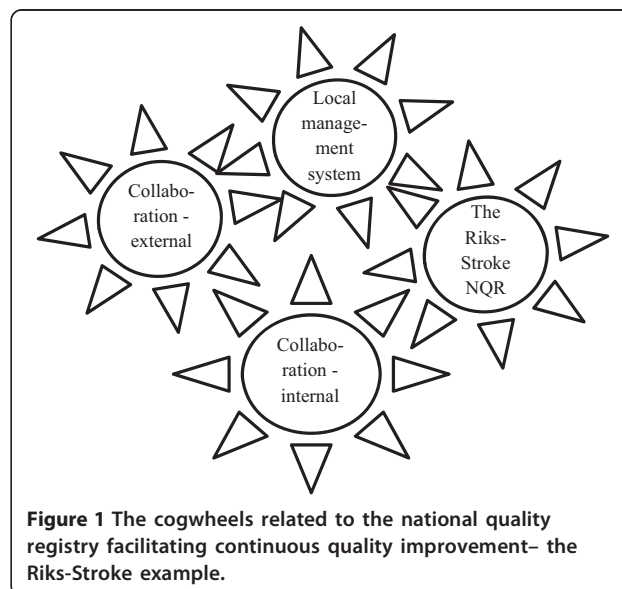 Local
manage-
ment
system
Collabo-
ration -
external
The
Riks-
Stroke
NQR
Collabo-
ration -
internal
Figure 1 The cogwheels related to the national quality
registry facilitating continuous quality improvement– the
Riks-Stroke example.